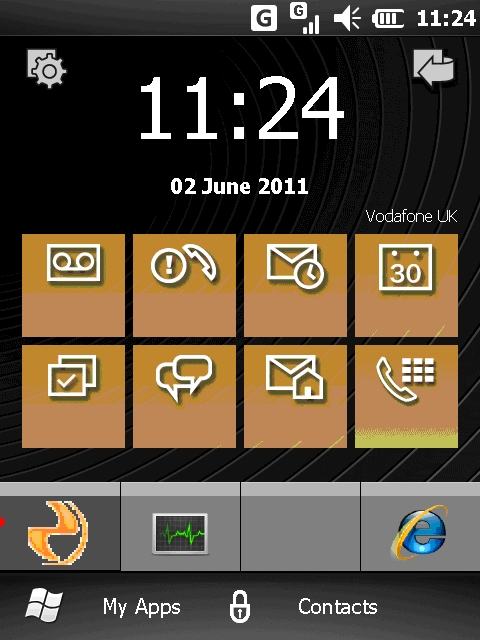 G G 11:24
11:24
02 June 2011
Vodafone UK
30
My Apps Contacts